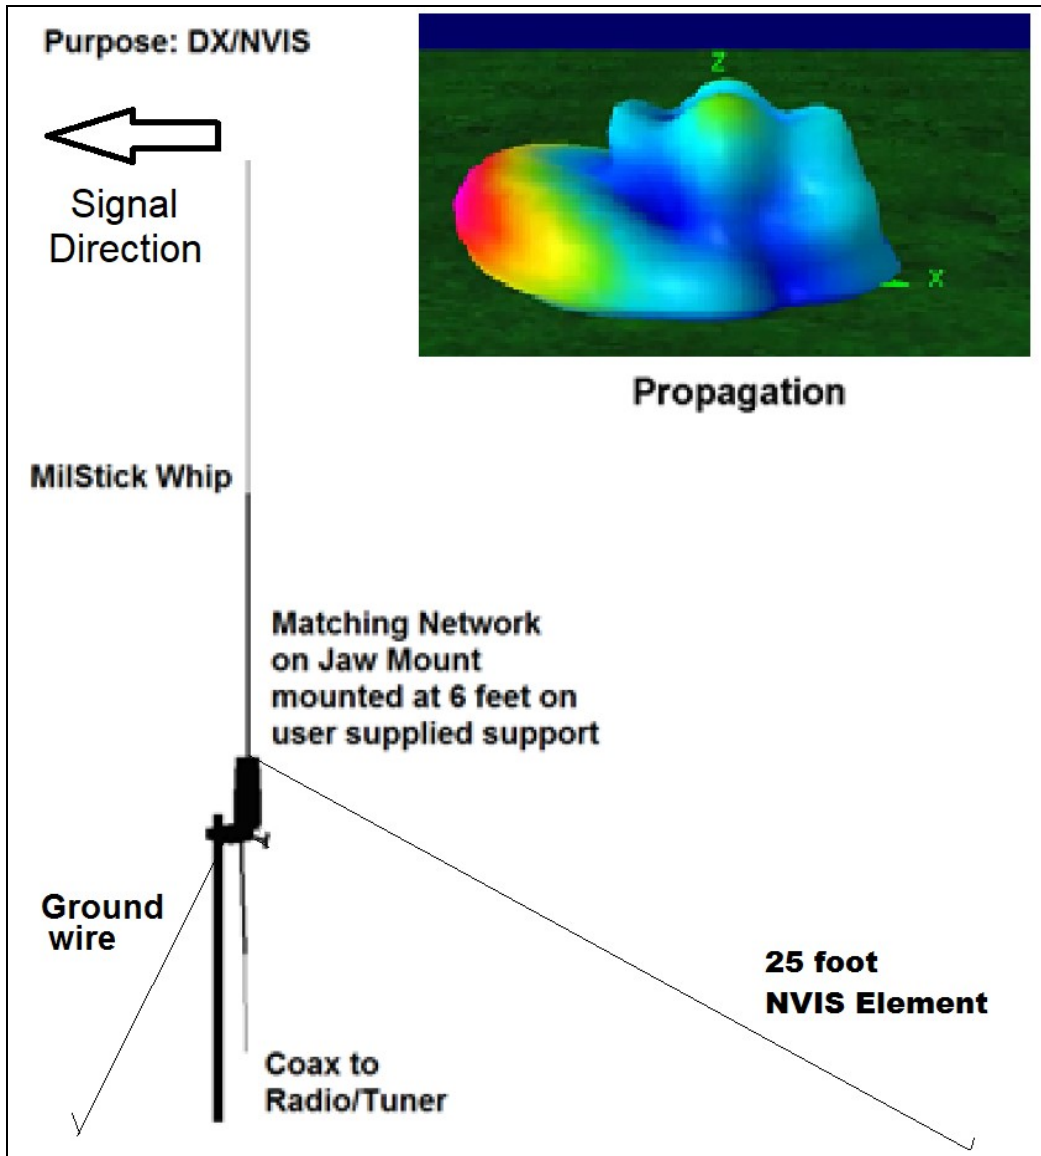 Purpose: DX/NVIS
Z
Signal
Direction
X
Propagation
MilStick Whip
Matching Network
on Jaw Mount
mounted at 6 feet on
user supplied support
Ground
wire
25 foot
NVIS Element
Coax to
Radio/Tuner